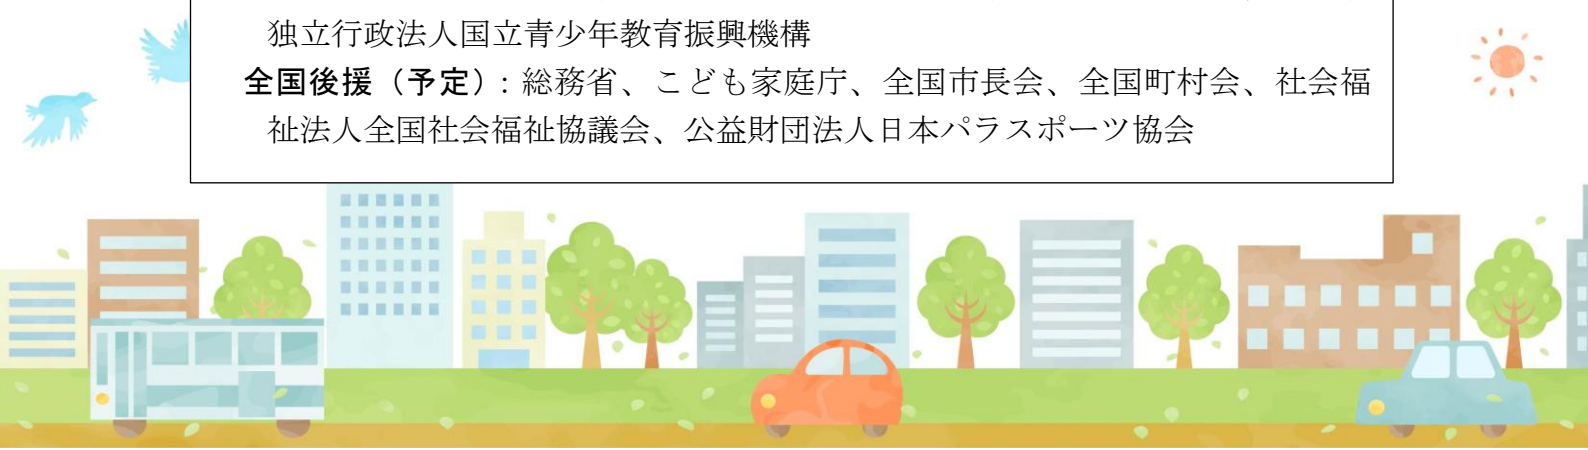 独立行政法人国立青少年教育振興機構
全国後援（予定）：総務省、こども家庭庁、全国市長会、全国町村会、社会福
祉法人全国社会福祉協議会、公益財団法人日本パラスポーツ協会